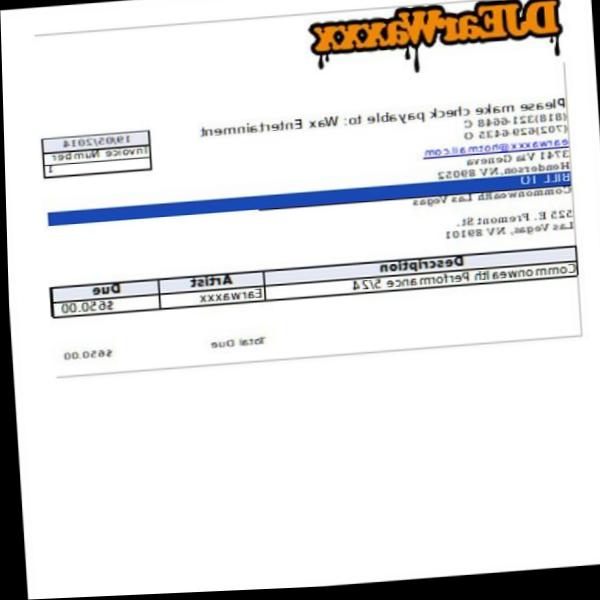 DJEarWaxxx
Please make check payable to: Wax Entertainment
(818)321-6648 C
(702)629-6435 O
earwaxxx@hotmail.com
3741 Via Geneva
Henderson,NV 89052
19/05/2014
Invoice Number
1
BILL TO
Commonwealth Las Vegas
525 E. Fremont St.
Las Vegas, NV 89101
Description Artist Due
Commonwealth Performance 5/24 Earwaxxx $650.00
Total Due $650.00